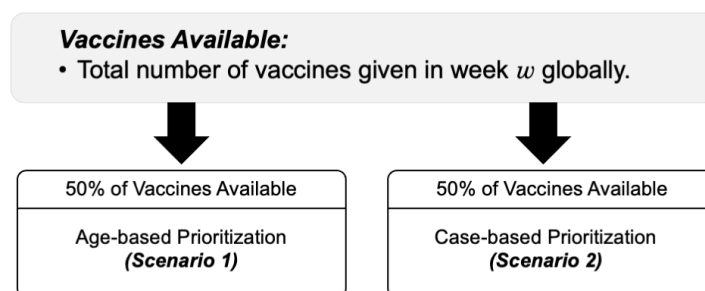 Vaccines Available:
• Total number of vaccines given in week w globally.
50% of Vaccines Available
Age-based Prioritization
(Scenario 1)
50% of Vaccines Available
Case-based Prioritization
(Scenario 2)